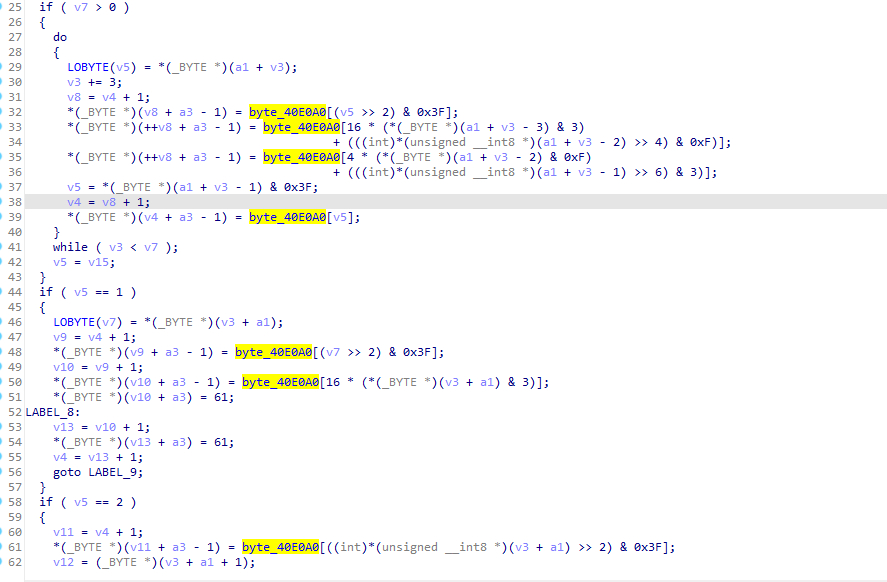 25 if ( v7 > 0 )
26 {
27 do
28 {
29 LOBYTE(v5) = *(_BYTE *)(a1 + v3);
30 v3 += 3;
31 v8 = v4 + 1;
32 *(_BYTE *)(v8 + a3 - 1) = byte_40E0A0[(v5 >> 2) & 0x3F];
33 *(_BYTE *)(++v8 + a3 - 1) = byte_40E0A0[16 * (*(_BYTE *)(a1 + v3 - 3) & 3)
34 + (((int)*(unsigned __int8 *)(a1 + v3 - 2) >> 4) & 0xF)];
35 *(_BYTE *)(++v8 + a3 - 1) = byte_40E0A0[4 * (*(_BYTE *)(a1 + v3 - 2) & 0xF)
36 + (((int)*(unsigned __int8 *)(a1 + v3 - 1) >> 6) & 3)];
37 v5 = *(_BYTE *)(a1 + v3 - 1) & 0x3F;
38 v4 = v8 + 1;
39 *(_BYTE *)(v4 + a3 - 1) = byte_40E0A0[v5];
40 }
41 while ( v3 < v7 );
42 v5 = v15;
43 }
44 if ( v5 == 1 )
45 {
46 LOBYTE(v7) = *(_BYTE *)(v3 + a1);
47 v9 = v4 + 1;
48 *(_BYTE *)(v9 + a3 - 1) = byte_40E0A0[(v7 >> 2) & 0x3F];
49 v10 = v9 + 1;
50 *(_BYTE *)(v10 + a3 - 1) = byte_40E0A0[16 * (*(_BYTE *)(v3 + a1) & 3)];
51 *(_BYTE *)(v10 + a3) = 61;
52 LABEL_8:
53 v13 = v10 + 1;
54 *(_BYTE *)(v13 + a3) = 61;
55 v4 = v13 + 1;
56 goto LABEL_9;
57 }
58 if ( v5 == 2 )
59 {
60 v11 = v4 + 1;
61 *(_BYTE *)(v11 + a3 - 1) = byte_40E0A0[((int)*(unsigned __int8 *)(v3 + a1) >> 2) & 0x3F];
62 v12 = (_BYTE *)(v3 + a1 + 1);